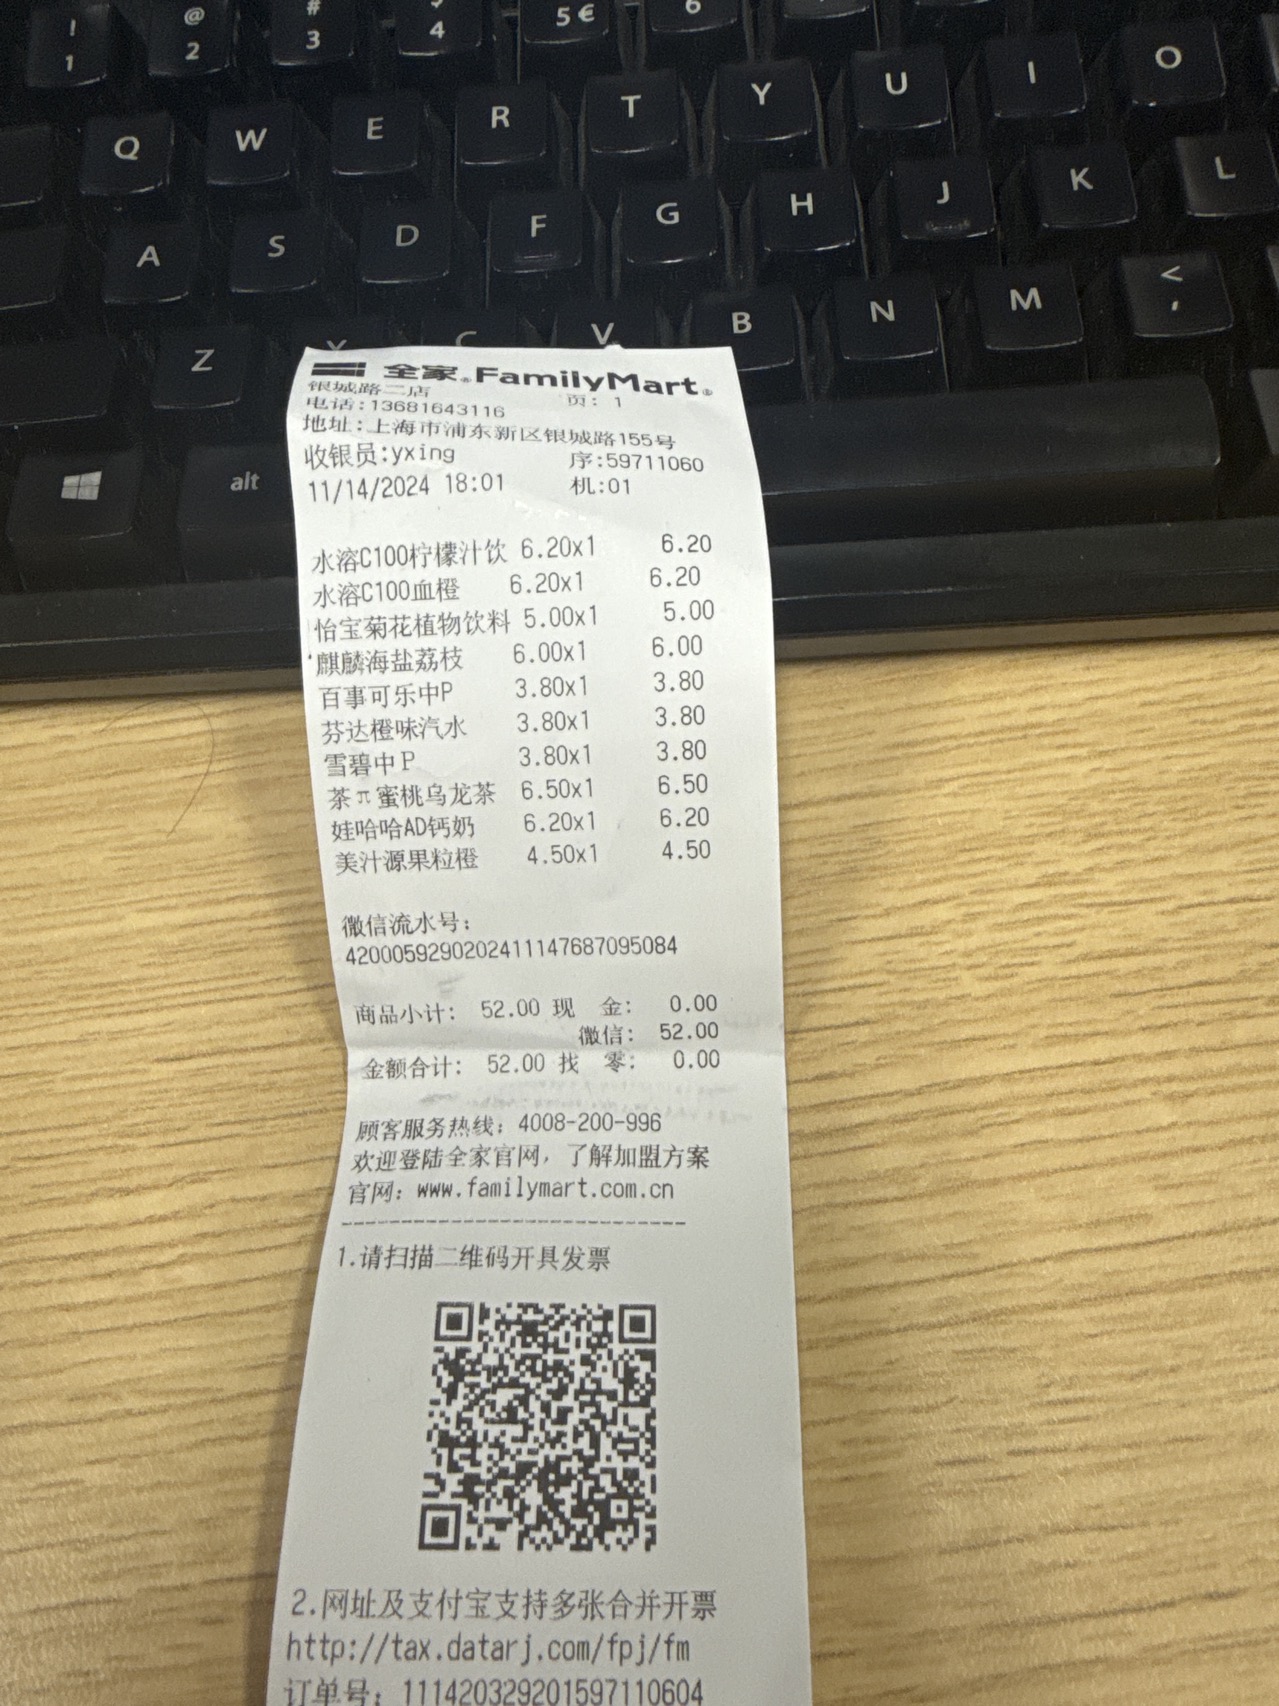 ! @ # 5 € 6
1 2 3 4
Q W E R T Y U I O
A S D F G H J K L
Z V B N M < ,
alt
全家 FamilyMart
银城路二店 页: 1
电话:13681643116
地址:上海市浦东新区银城路155号
收银员:yxing 序:59711060
11/14/2024 18:01 机:01
水溶C100柠檬汁饮 6.20x1 6.20
水溶C100血橙 6.20x1 6.20
怡宝菊花植物饮料 5.00x1 5.00
麒麟海盐荔枝 6.00x1 6.00
百事可乐中P 3.80x1 3.80
芬达橙味汽水 3.80x1 3.80
雪碧中P 3.80x1 3.80
茶π蜜桃乌龙茶 6.50x1 6.50
娃哈哈AD钙奶 6.20x1 6.20
美汁源果粒橙 4.50x1 4.50
微信流水号:
4200059290202411147687095084
商品小计: 52.00 现 金: 0.00
微信: 52.00
金额合计: 52.00 找 零: 0.00
顾客服务热线: 4008-200-996
欢迎登陆全家官网，了解加盟方案
官网: www.familymart.com.cn
-----------------------------
1.请扫描二维码开具发票
2.网址及支付宝支持多张合并开票
http://tax.datarj.com/fpj/fm
订单号: 111420329201597110604